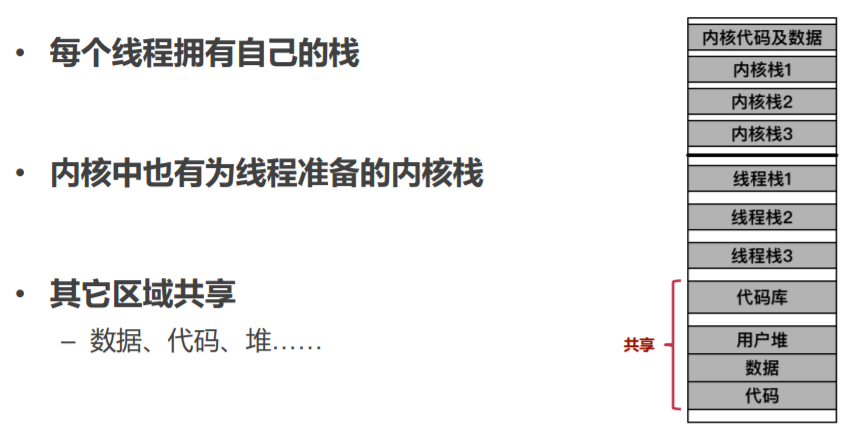 • 每个线程拥有自己的栈
• 内核中也有为线程准备的内核栈
• 其它区域共享
– 数据、代码、堆……
内核代码及数据
内核栈1
内核栈2
内核栈3
线程栈1
线程栈2
线程栈3
代码库
用户堆
数据
代码
共享